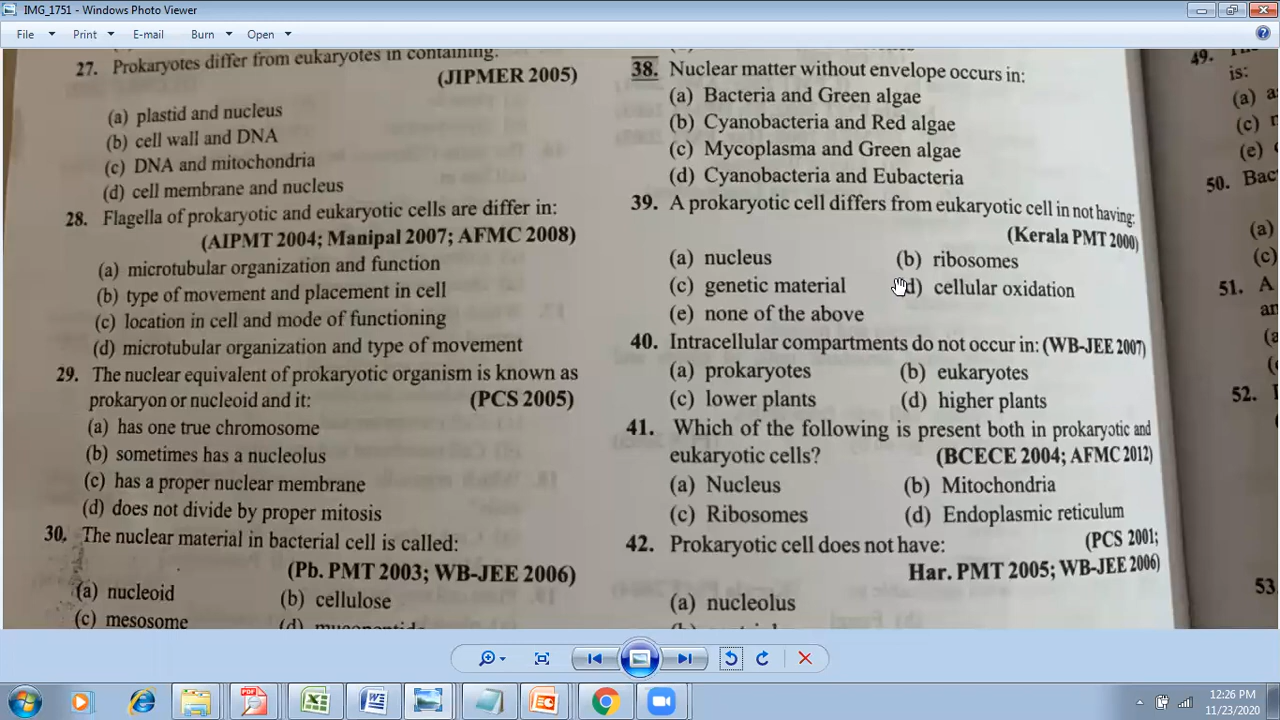 IMG_1751 - Windows Photo Viewer
File Print E-mail Burn Open
27. Prokaryotes differ from eukaryotes in containing:
(JIPMER 2005)
(a) plastid and nucleus
(b) cell wall and DNA
(c) DNA and mitochondria
(d) cell membrane and nucleus
28. Flagella of prokaryotic and eukaryotic cells are differ in:
(AIPMT 2004; Manipal 2007; AFMC 2008)
(a) microtubular organization and function
(b) type of movement and placement in cell
(c) location in cell and mode of functioning
(d) microtubular organization and type of movement
29. The nuclear equivalent of prokaryotic organism is known as
prokaryon or nucleoid and it: (PCS 2005)
(a) has one true chromosome
(b) sometimes has a nucleolus
(c) has a proper nuclear membrane
(d) does not divide by proper mitosis
30. The nuclear material in bacterial cell is called:
(Pb. PMT 2003; WB-JEE 2006)
(a) nucleoid (b) cellulose
(c) mesosome (d)
38. Nuclear matter without envelope occurs in:
(a) Bacteria and Green algae
(b) Cyanobacteria and Red algae
(c) Mycoplasma and Green algae
(d) Cyanobacteria and Eubacteria
39. A prokaryotic cell differs from eukaryotic cell in not having:
(Kerala PMT 2000)
(a) nucleus (b) ribosomes
(c) genetic material d) cellular oxidation
(e) none of the above
40. Intracellular compartments do not occur in: (WB-JEE 2007)
(a) prokaryotes (b) eukaryotes
(c) lower plants (d) higher plants
41. Which of the following is present both in prokaryotic and
eukaryotic cells? (BCECE 2004; AFMC 2012)
(a) Nucleus (b) Mitochondria
(c) Ribosomes (d) Endoplasmic reticulum
42. Prokaryotic cell does not have: (PCS 2001;
Har. PMT 2005; WB-JEE 2006)
(a) nucleolus
49.
is:
(a)
(c)
(e)
50. Bac
(a)
(c)
51. A
an
52.
53
12:26 PM
11/23/2020